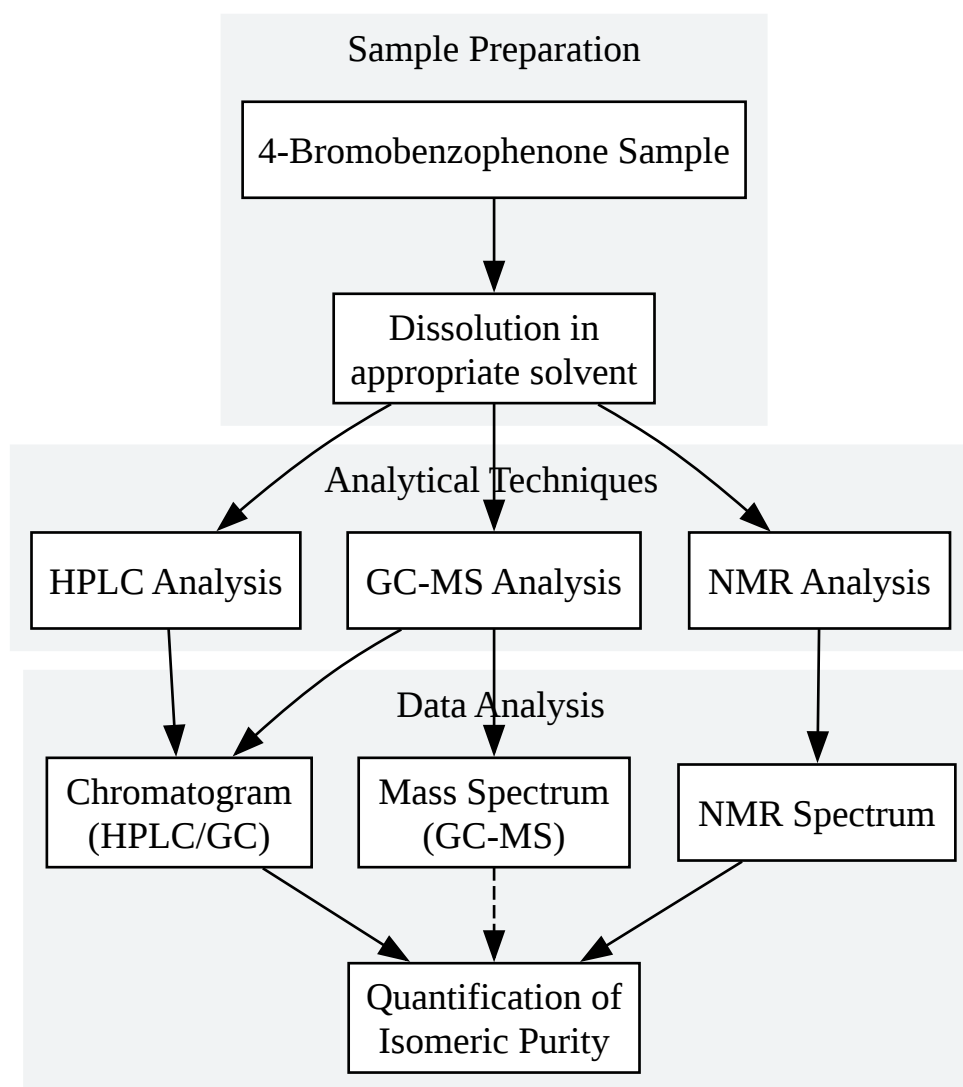 Sample Preparation
4-Bromobenzophenone Sample
Dissolution in
appropriate solvent
Analytical Techniques
HPLC Analysis
GC-MS Analysis
NMR Analysis
Data Analysis
Chromatogram
(HPLC/GC)
Mass Spectrum
(GC-MS)
NMR Spectrum
Quantification of
Isomeric Purity